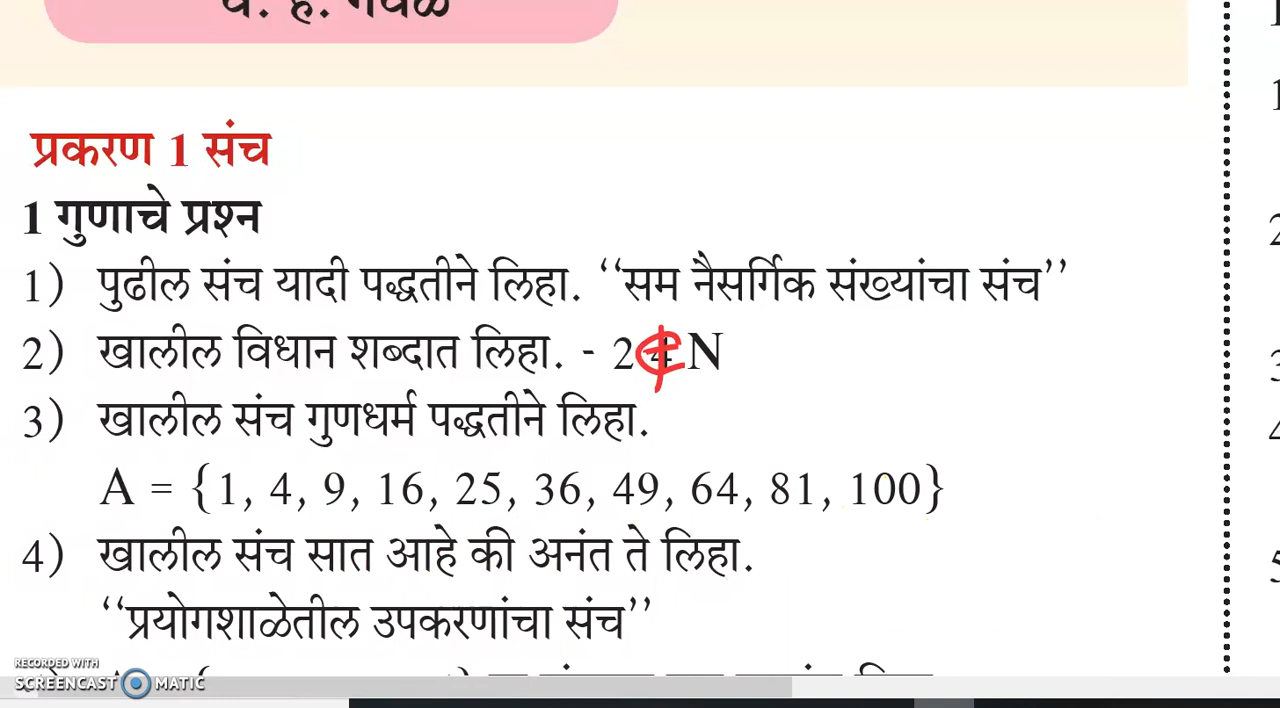 प्रकरण 1 संच
1 गुणाचे प्रश्न
1) पुढील संच यादी पद्धतीने लिहा. ‘‘सम नैसर्गिक संख्यांचा संच’’
2) खालील विधान शब्दात लिहा. - 2 ∉ N
3) खालील संच गुणधर्म पद्धतीने लिहा.
A = {1, 4, 9, 16, 25, 36, 49, 64, 81, 100}
4) खालील संच सात आहे की अनंत ते लिहा.
‘‘प्रयोगशाळेतील उपकरणांचा संच’’
RECORDED WITH
SCREENCAST MATIC